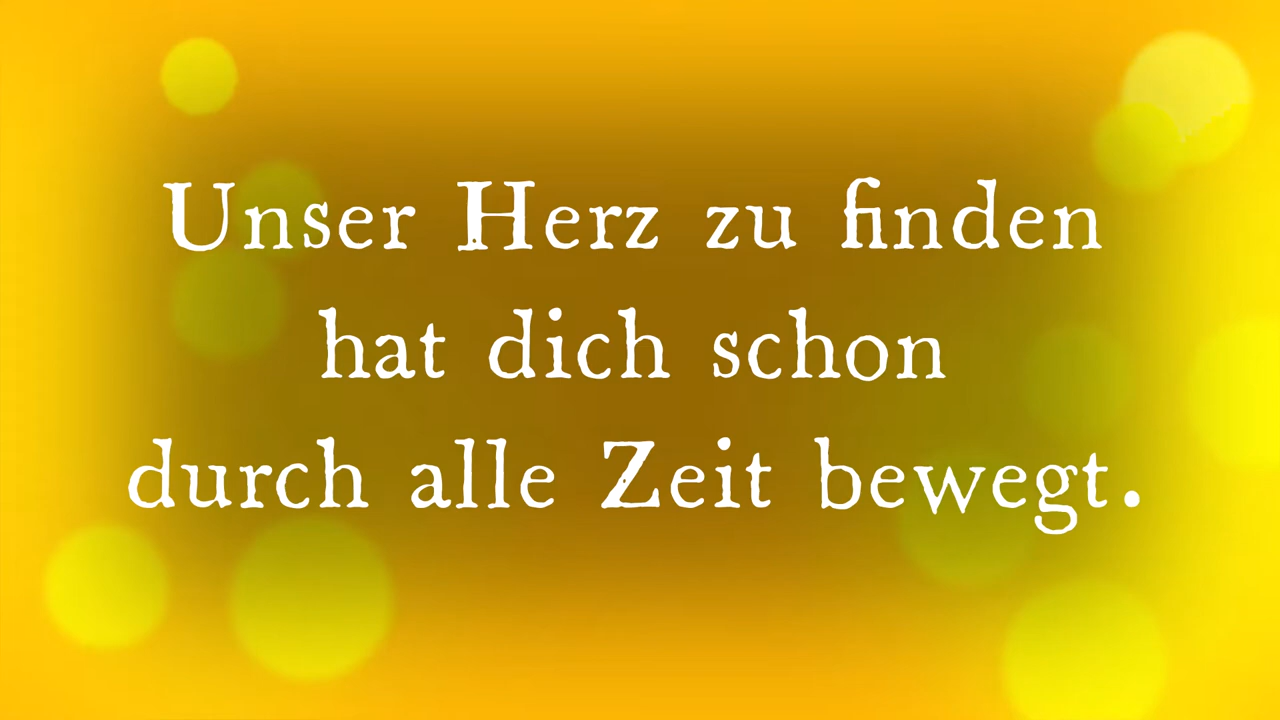 Unser Herz zu finden
hat dich schon
durch alle Zeit bewegt.